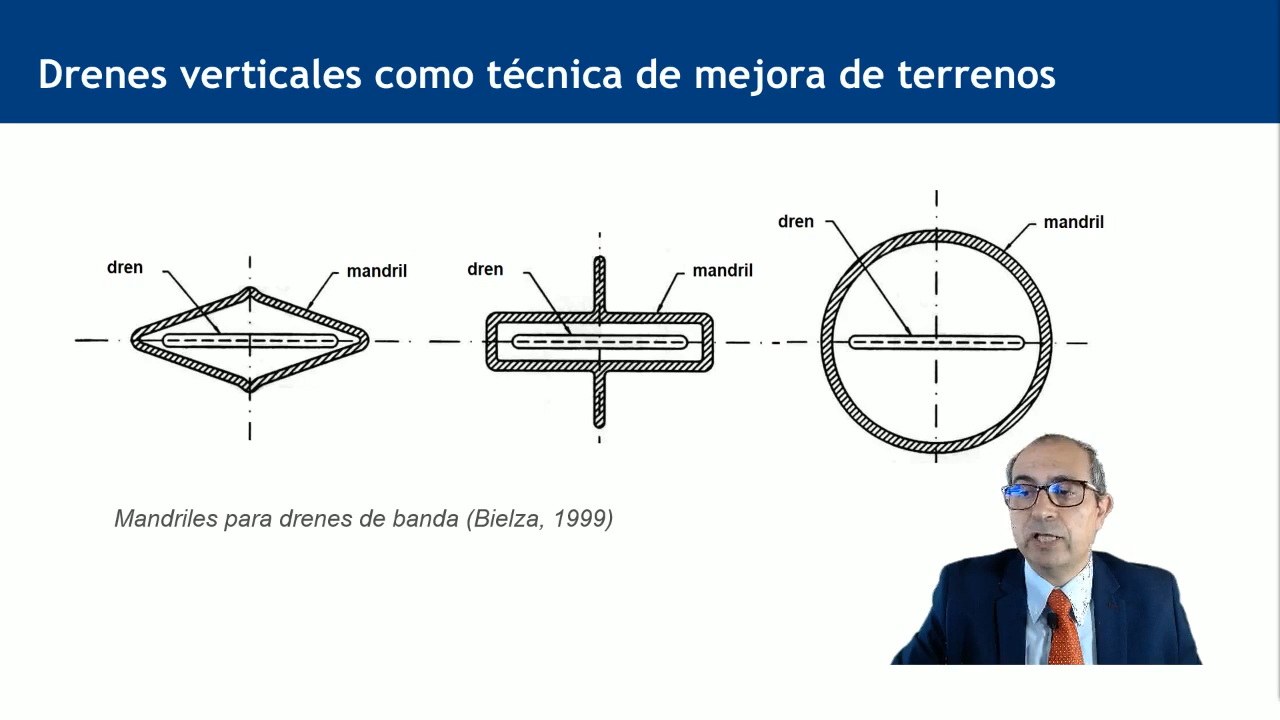 Drenes verticales como técnica de mejora de terrenos
dren
mandril
dren
mandril
dren
mandril
Mandriles para drenes de banda (Bielza, 1999)